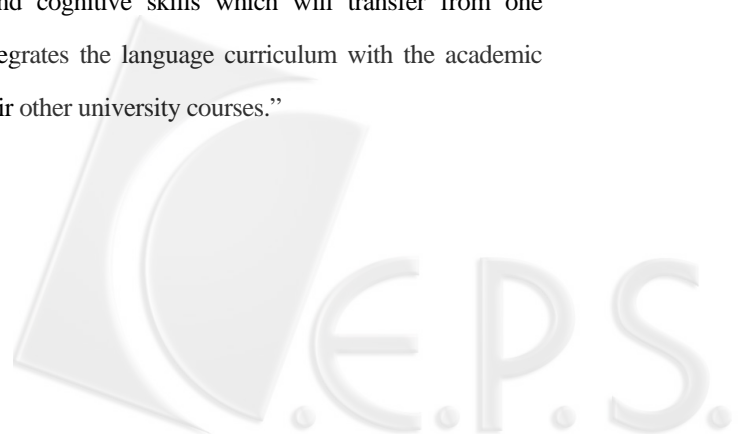 nd cognitive skills which will transfer from one
egrates the language curriculum with the academic
ir other university courses.”
C.E.P.S.